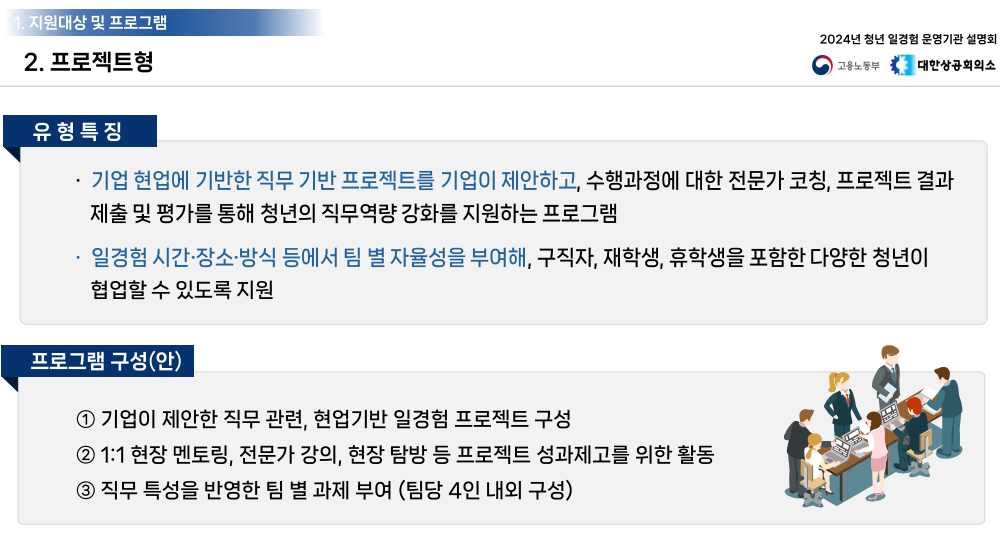 1. 지원대상 및 프로그램
2. 프로젝트형
2024년 청년 일경험 운영기관 설명회
고용노동부 대한상공회의소
유 형 특 징
· 기업 현업에 기반한 직무 기반 프로젝트를 기업이 제안하고, 수행과정에 대한 전문가 코칭, 프로젝트 결과
제출 및 평가를 통해 청년의 직무역량 강화를 지원하는 프로그램
· 일경험 시간·장소·방식 등에서 팀 별 자율성을 부여해, 구직자, 재학생, 휴학생을 포함한 다양한 청년이
협업할 수 있도록 지원
프로그램 구성(안)
① 기업이 제안한 직무 관련, 현업기반 일경험 프로젝트 구성
② 1:1 현장 멘토링, 전문가 강의, 현장 탐방 등 프로젝트 성과제고를 위한 활동
③ 직무 특성을 반영한 팀 별 과제 부여 (팀당 4인 내외 구성)